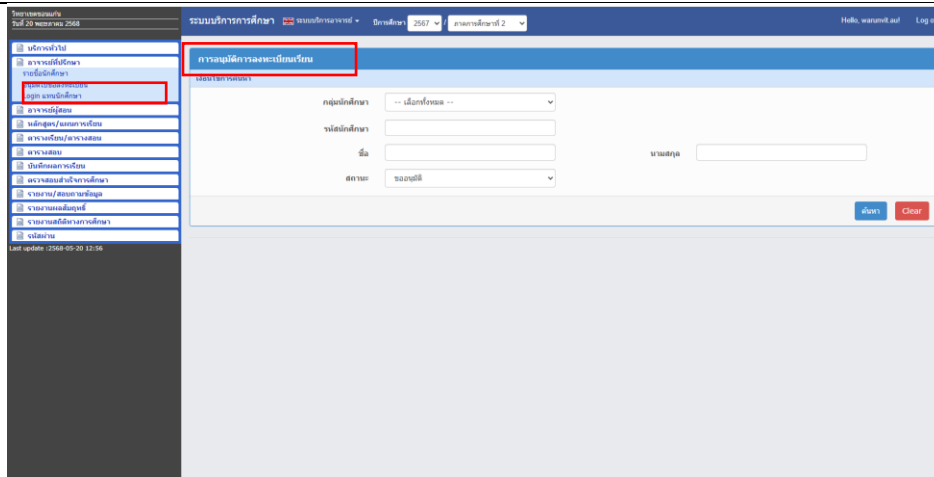 วิทยาเขตขอนแก่น
วันที่ 20 พฤษภาคม 2568
ระบบบริการการศึกษา ระบบบริการอาจารย์ ปีการศึกษา 2567 / ภาคการศึกษาที่ 2 Hello, warunvit.au! Log o
บริการทั่วไป
อาจารย์ที่ปรึกษา
รายชื่อนักศึกษา
Login แทนนักศึกษา
อาจารย์ผู้สอน
หลักสูตร/แผนการเรียน
ตารางเรียน/ตารางสอน
ตารางสอบ
บันทึกผลการเรียน
ตรวจสอบสำเร็จการศึกษา
รายงาน/สอบถามข้อมูล
รายงานผลสัมฤทธิ์
รายงานสถิติทางการศึกษา
รหัสผ่าน
Last update :2568-05-20 12:56
การอนุมัติการลงทะเบียนเรียน
เงื่อนไขการค้นหา
กลุ่มนักศึกษา -- เลือกทั้งหมด --
รหัสนักศึกษา
ชื่อ นามสกุล
สถานะ ขออนุมัติ
ค้นหา Clear